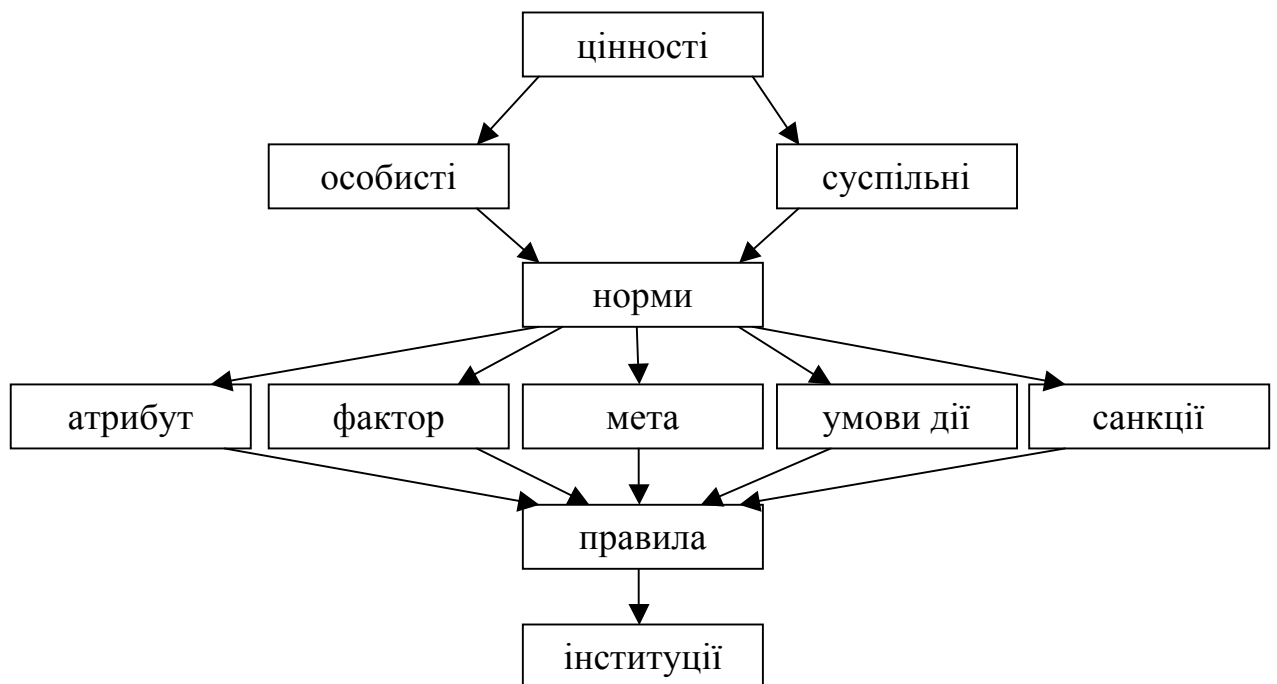 цінності
особисті
суспільні
норми
атрибут
фактор
мета
умови дії
санкції
правила
інституції